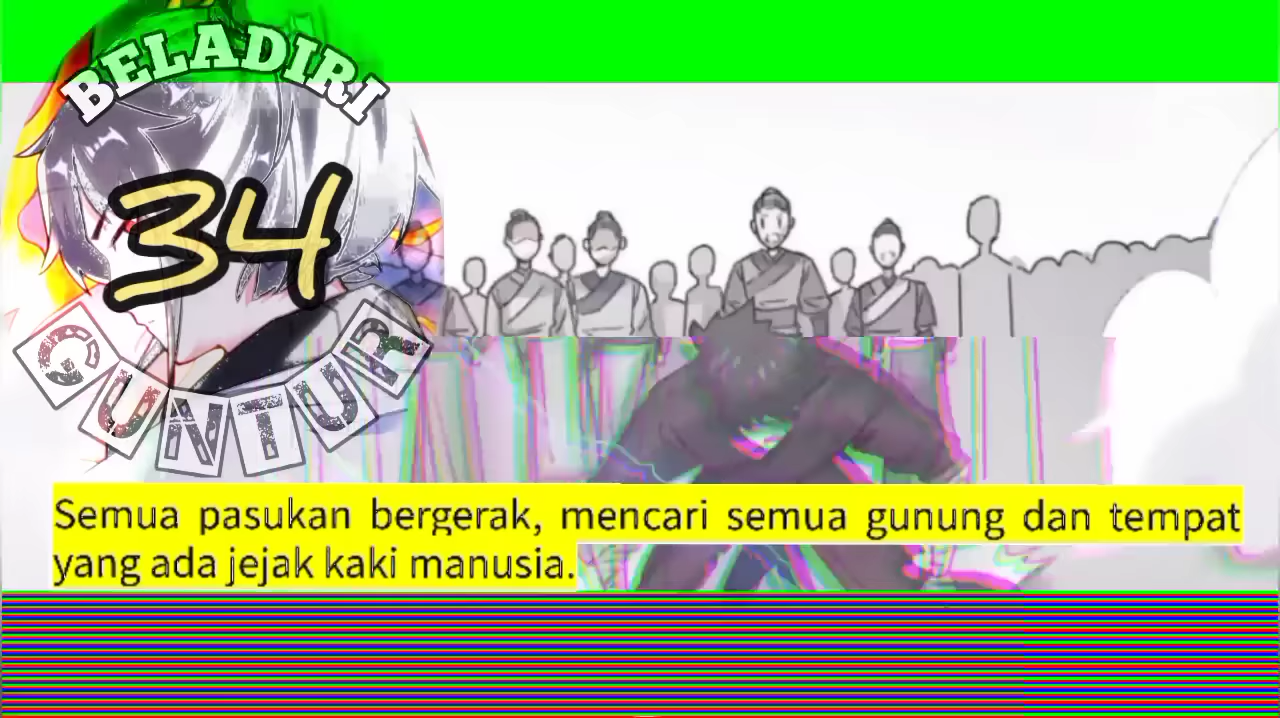 BELADIRI
34
GUNTUR
Semua pasukan bergerak, mencari semua gunung dan tempat
yang ada jejak kaki manusia.